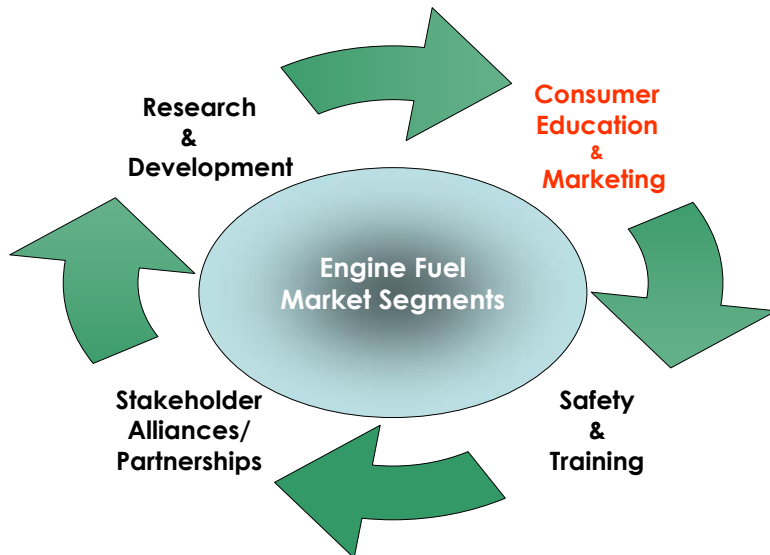 Research
&
Development
Consumer
Education
&
Marketing
Engine Fuel
Market Segments
Stakeholder
Alliances/
Partnerships
Safety
&
Training